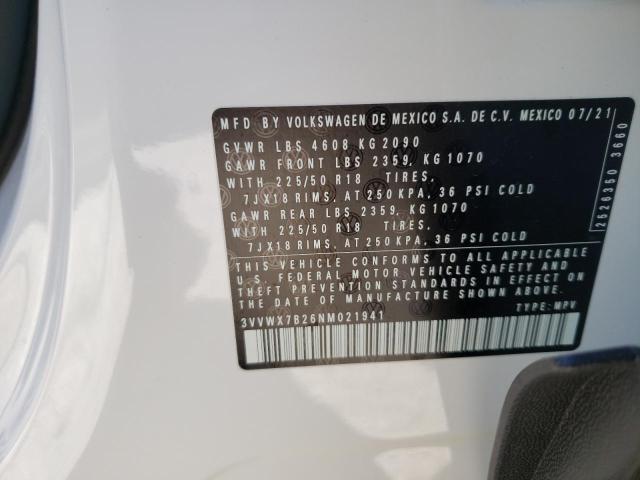 MFD BY VOLKSWAGEN DE MEXICO S.A. DE C.V. MEXICO 07/21
GVWR LBS 4608 KG 2090
GAWR FRONT LBS 2359, KG 1070
WITH 225/50 R18 TIRES,
7JX18 RIMS, AT 250 KPA, 36 PSI COLD
GAWR REAR LBS 2359, KG 1070
WITH 225/50 R18 TIRES,
7JX18 RIMS, AT 250 KPA, 36 PSI COLD
THIS VEHICLE CONFORMS TO ALL APPLICABLE
U.S. FEDERAL MOTOR VEHICLE SAFETY AND
THEFT PREVENTION STANDARDS IN EFFECT ON
THE DATE OF MANUFACTURE SHOWN ABOVE
3VVWX7B26NM021941 TYPE: MPV
2526350 3660